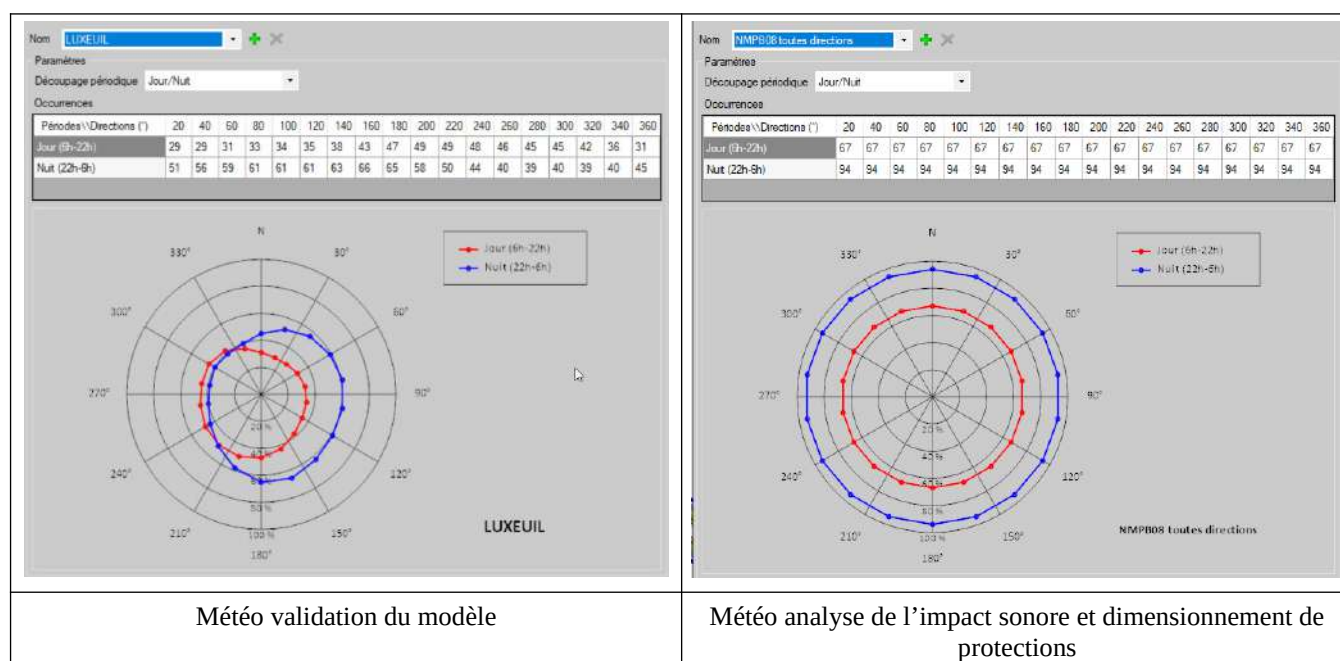 Nom LUXEUIL
Paramètres
Découpage périodique Jour/Nuit
Occurrences
Périodes\\Directions (°) 20 40 60 80 100 120 140 160 180 200 220 240 260 280 300 320 340 360
Jour (6h-22h) 29 29 31 33 34 35 38 43 47 49 49 48 46 45 45 42 36 31
Nuit (22h-6h) 51 56 59 61 61 61 63 66 65 58 50 44 40 39 40 39 40 45
N
30°
60°
90°
120°
150°
180°
210°
240°
270°
300°
330°
20 %
40 %
60 %
80 %
100 %
Jour (6h-22h)
Nuit (22h-6h)
LUXEUIL
Météo validation du modèle
Nom NMPB08 toutes directions
Paramètres
Découpage périodique Jour/Nuit
Occurrences
Périodes\\Directions (°) 20 40 60 80 100 120 140 160 180 200 220 240 260 280 300 320 340 360
Jour (6h-22h) 67 67 67 67 67 67 67 67 67 67 67 67 67 67 67 67 67 67
Nuit (22h-6h) 94 94 94 94 94 94 94 94 94 94 94 94 94 94 94 94 94 94
N
30°
60°
90°
120°
150°
180°
210°
240°
270°
300°
330°
20 %
40 %
60 %
80 %
100 %
Jour (6h-22h)
Nuit (22h-6h)
NMPB08 toutes directions
Météo analyse de l’impact sonore et dimensionnement de
protections